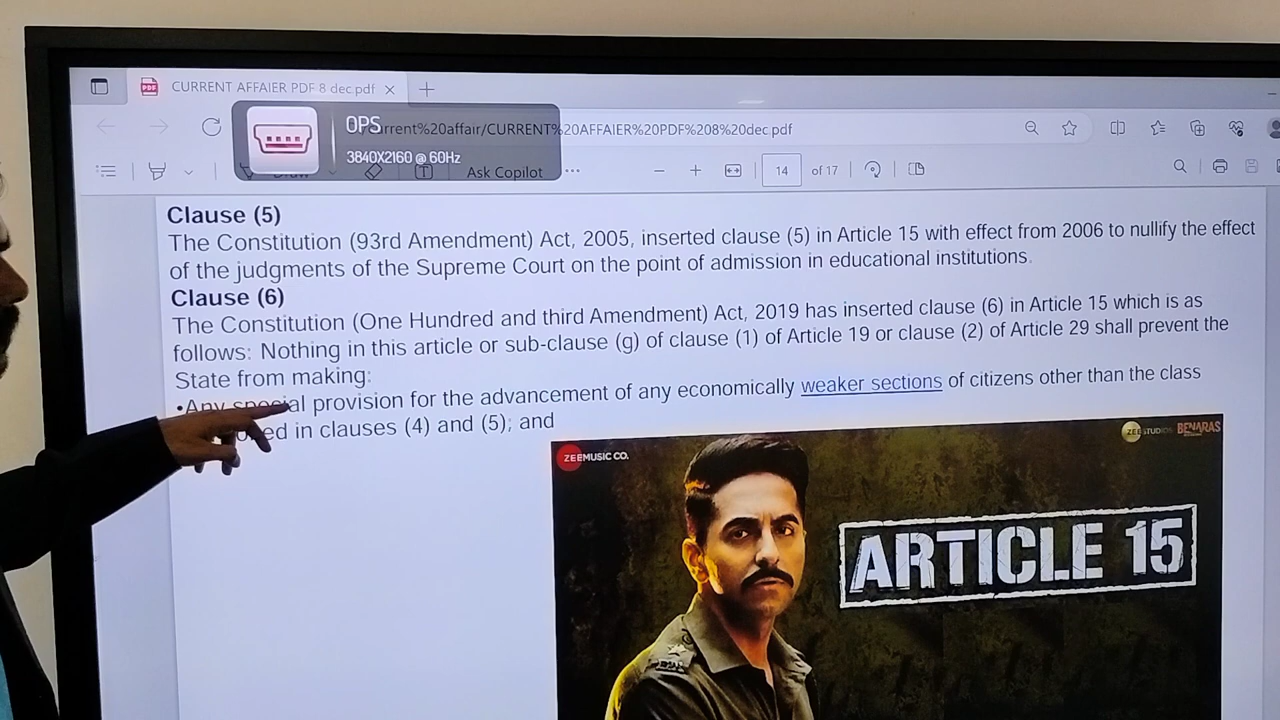 CURRENT AFFAIER PDF 8 dec.pdf
OPS
rrent%20affair/CURRENT%20AFFAIER%20PDF%208%20dec.pdf
3840X2160 @ 60Hz
Ask Copilot
14 of 17
Clause (5)
The Constitution (93rd Amendment) Act, 2005, inserted clause (5) in Article 15 with effect from 2006 to nullify the effect
of the judgments of the Supreme Court on the point of admission in educational institutions.
Clause (6)
The Constitution (One Hundred and third Amendment) Act, 2019 has inserted clause (6) in Article 15 which is as
follows: Nothing in this article or sub-clause (g) of clause (1) of Article 19 or clause (2) of Article 29 shall prevent the
State from making:
•Any special provision for the advancement of any economically weaker sections of citizens other than the class
in clauses (4) and (5); and
ZEE MUSIC CO.
ZEE STUDIOS BENARAS
ARTICLE 15